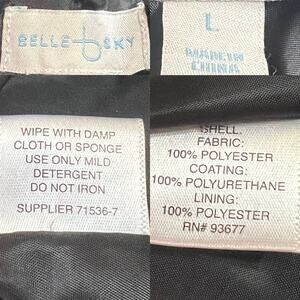 BELLE SKY
L
MADE IN
CHINA
WIPE WITH DAMP
CLOTH OR SPONGE
USE ONLY MILD
DETERGENT
DO NOT IRON
SUPPLIER 71536-7
SHELL:
FABRIC:
100% POLYESTER
COATING:
100% POLYURETHANE
LINING:
100% POLYESTER
RN# 93677